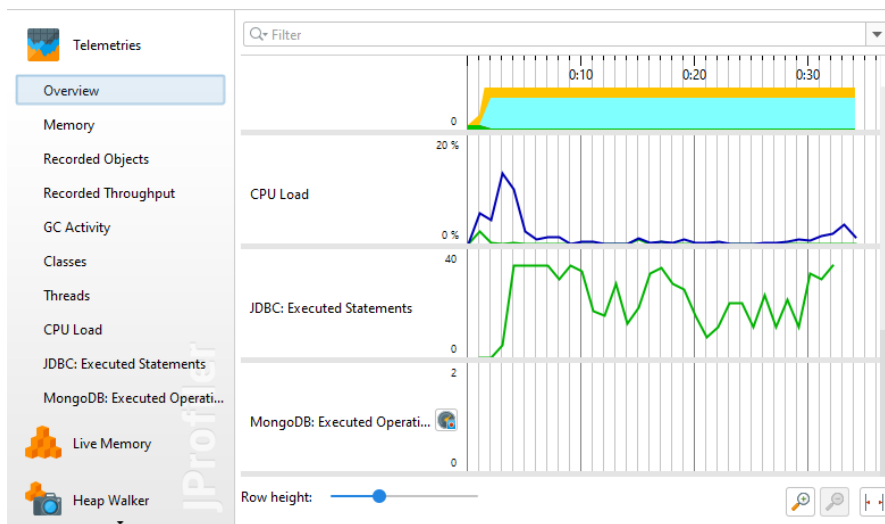 Telemetries
Overview
Memory
Recorded Objects
Recorded Throughput
GC Activity
Classes
Threads
CPU Load
JDBC: Executed Statements
MongoDB: Executed Operati...
Live Memory
Heap Walker
JProfiler
Filter
0:10 0:20 0:30
0
20 %
CPU Load
0 %
40
JDBC: Executed Statements
0
2
MongoDB: Executed Operati...
0
Row height: